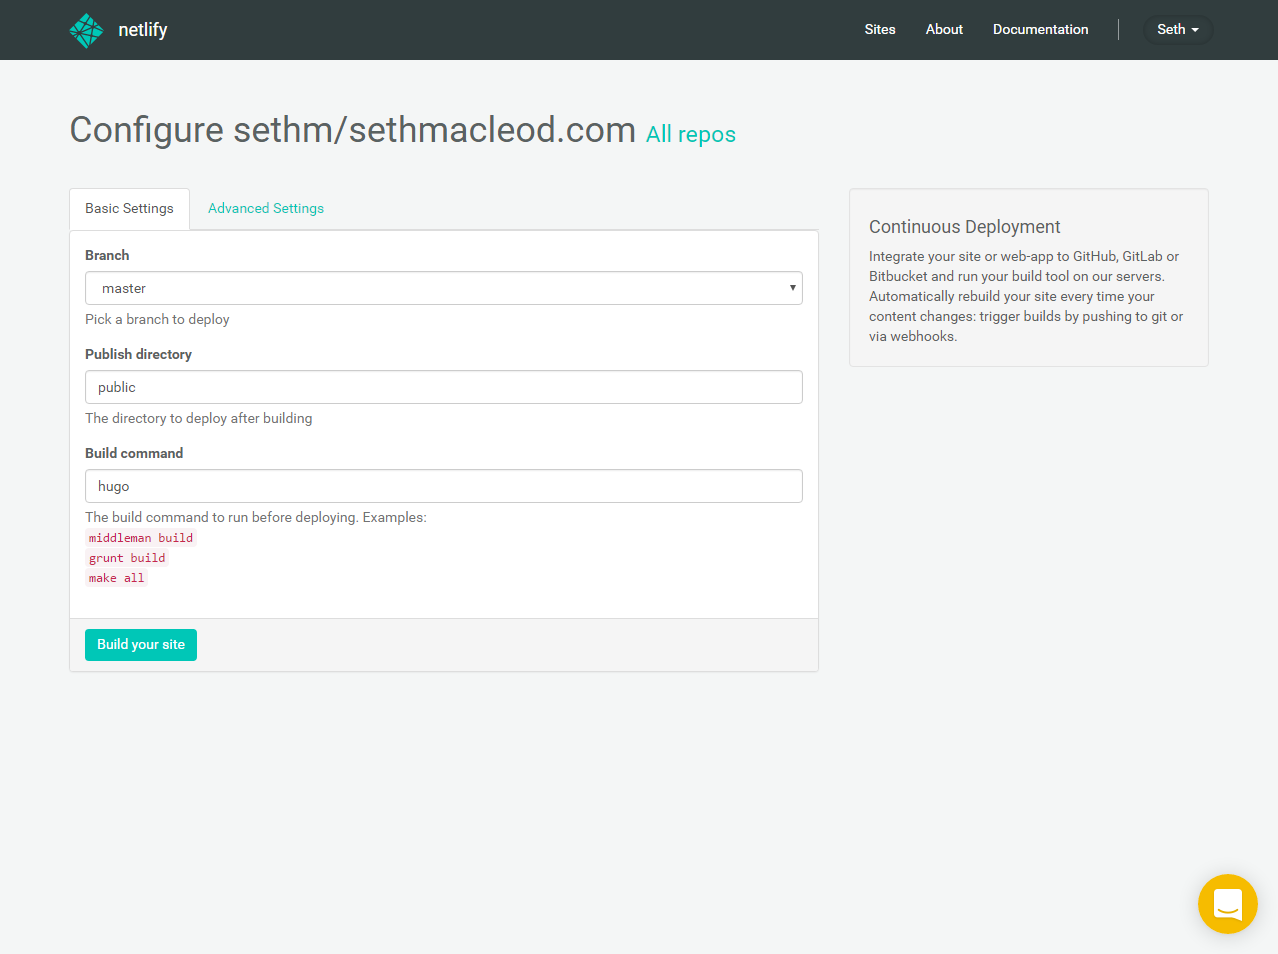 netlify
Sites About Documentation Seth
Configure sethm/sethmacleod.com All repos
Basic Settings Advanced Settings
Branch
master
Pick a branch to deploy
Publish directory
public
The directory to deploy after building
Build command
hugo
The build command to run before deploying. Examples:
middleman build
grunt build
make all
Build your site
Continuous Deployment
Integrate your site or web-app to GitHub, GitLab or
Bitbucket and run your build tool on our servers.
Automatically rebuild your site every time your
content changes: trigger builds by pushing to git or
via webhooks.